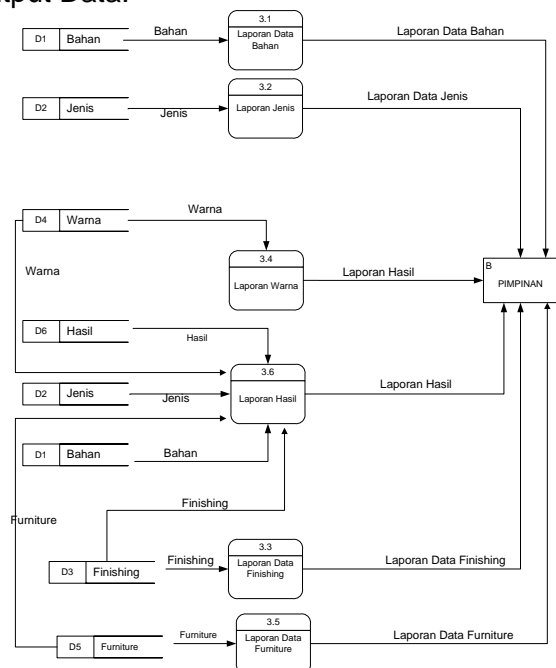 put Data.
3.1
Bahan
Laporan Data Bahan
D1 Bahan
Laporan Data
Bahan
3.2
Laporan Data Jenis
D2 Jenis
Laporan Jenis
Jenis
Warna
D4 Warna
3.4
B
Warna
Laporan Hasil
Laporan Warna
PIMPINAN
D6 Hasil
Hasil
3.6
Laporan Hasil
D2 Jenis
Jenis
Laporan Hasil
D1 Bahan
Bahan
Finishing
Furniture
3.3
Finishing
Laporan Data Finishing
D3 Finishing
Laporan Data
Finishing
3.5
Furniture
Laporan Data Furniture
D5 Furniture
Laporan Data
Furniture